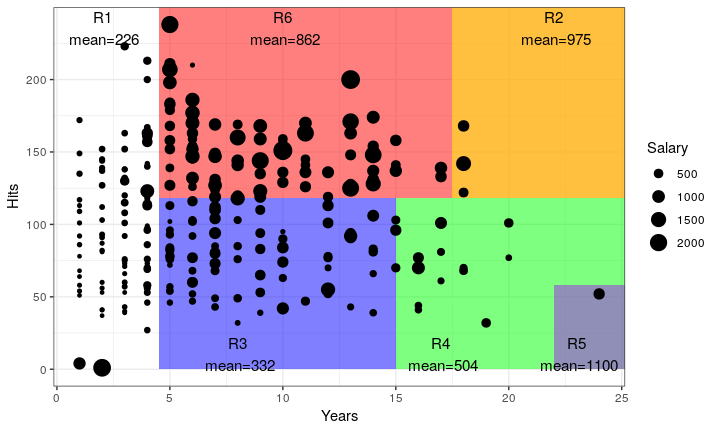 R1
mean=226
R6
mean=862
R2
mean=975
R3
mean=332
R4
mean=504
R5
mean=1100
200
150
100
50
0
Hits
0 5 10 15 20 25
Years
Salary
500
1000
1500
2000